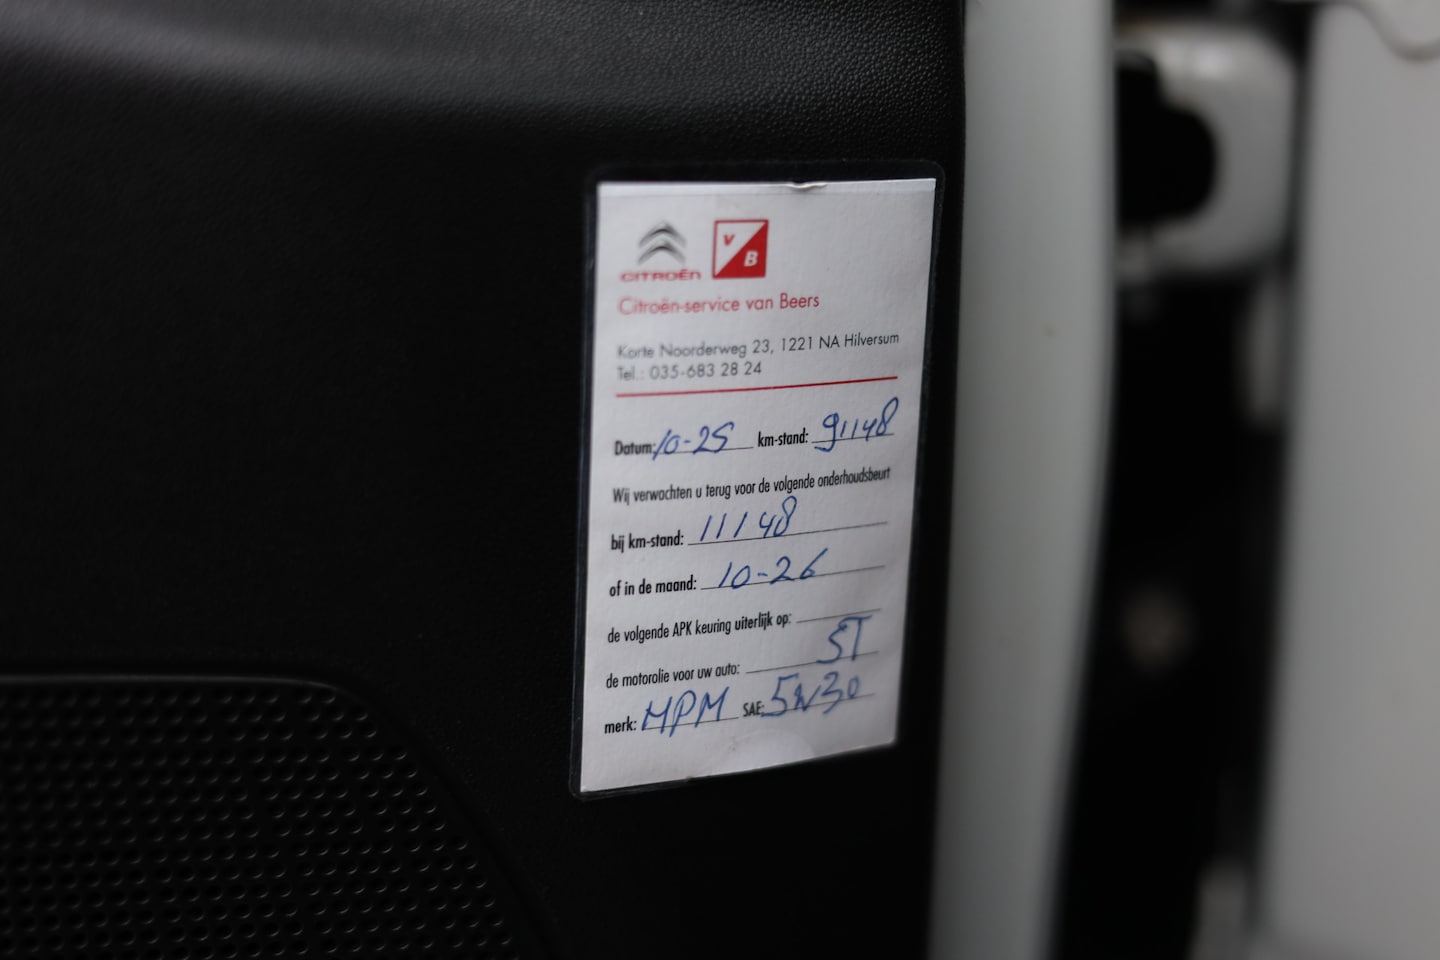 V
B
CITROËN
Citroën-service van Beers
Korte Noorderweg 23, 1221 NA Hilversum
Tel.: 035-683 28 24
Datum: 10-25 km-stand: 91148
Wij verwachten u terug voor de volgende onderhoudsbeurt
bij km-stand: 111148
of in de maand: 10-26
de volgende APK keuring uiterlijk op:
de motorolie voor uw auto: ST
merk: MPM SAE: 5W30